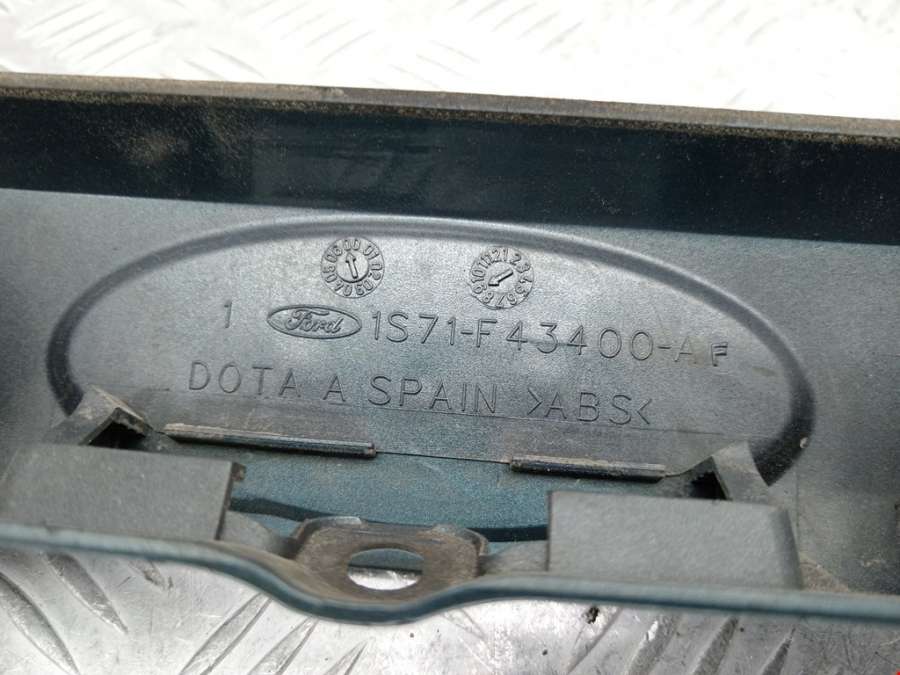 1 Ford 1S71-F43400-AF
DOTA A SPAIN >ABS<